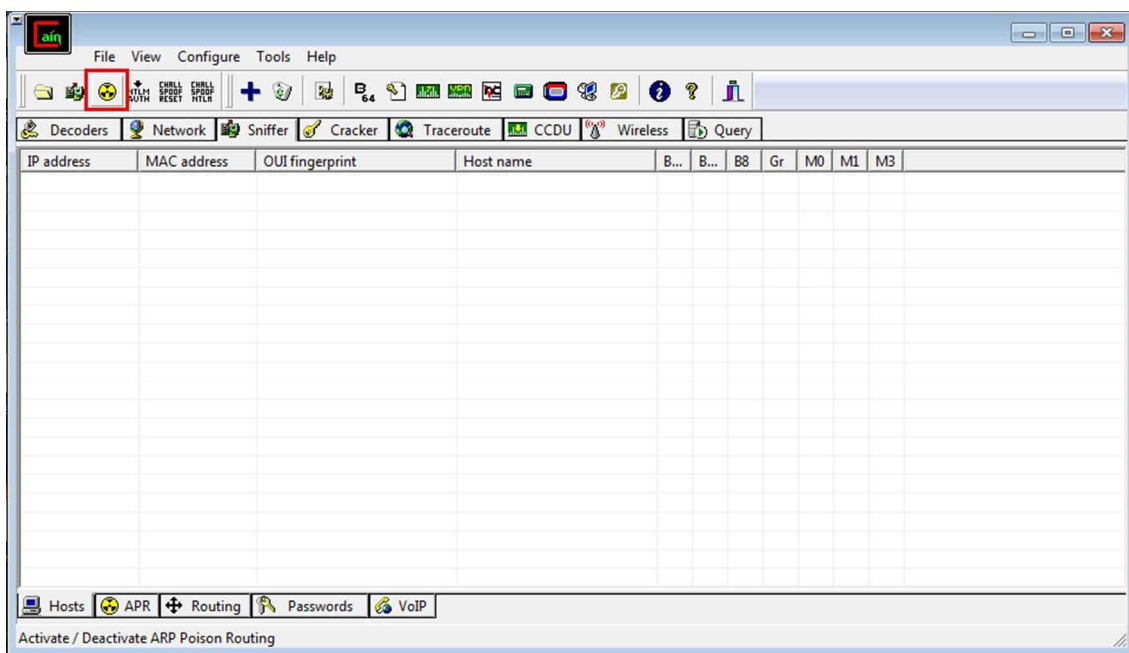 aín
File View Configure Tools Help
NTLM AUTH
CHALL SPOOF RESET
CHALL SPOOF NTLM
B64
Decoders Network Sniffer Cracker Traceroute CCDU Wireless Query
IP address MAC address OUI fingerprint Host name B... B... B8 Gr M0 M1 M3
Hosts APR Routing Passwords VoIP
Activate / Deactivate ARP Poison Routing